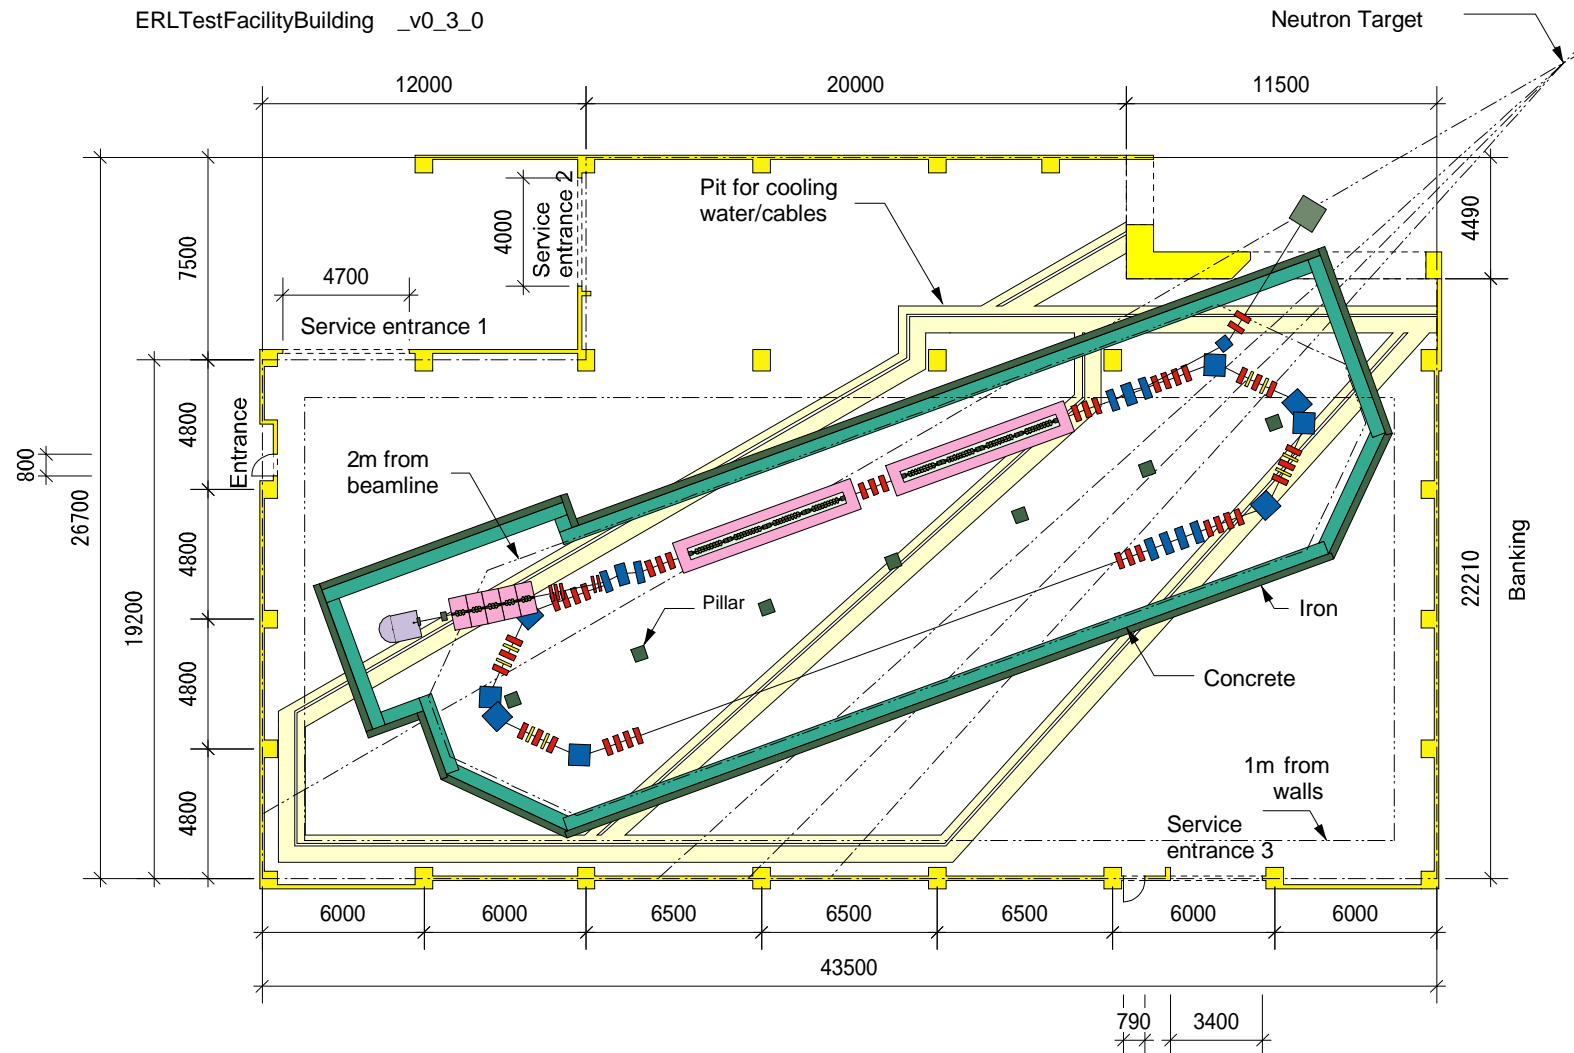 ERLTestFacilityBuilding _v0_3_0
Neutron Target
12000
20000
11500
Pit for cooling
water/cables
Service
entrance 2
4000
4490
7500
4700
Service entrance 1
Entrance
800
26700
19200
4800
4800
4800
4800
2m from
beamline
Pillar
Iron
Concrete
22210
Banking
1m from
walls
Service
entrance 3
6000
6000
6500
6500
6500
6000
6000
43500
790
3400